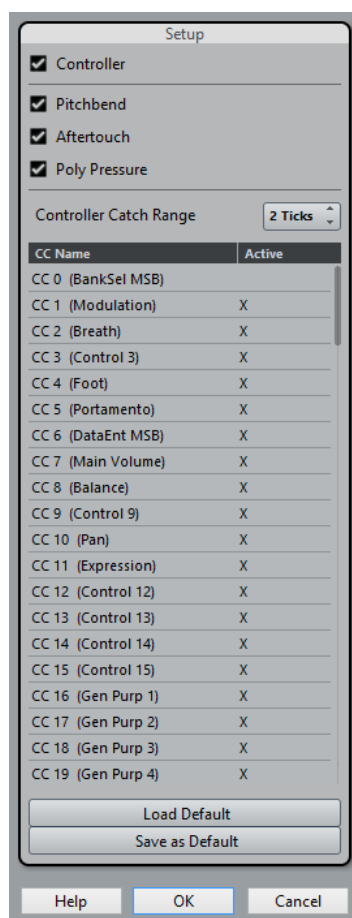 Setup
Controller
Pitchbend
Aftertouch
Poly Pressure
Controller Catch Range 2 Ticks
CC Name Active
CC 0 (BankSel MSB)
CC 1 (Modulation) X
CC 2 (Breath) X
CC 3 (Control 3) X
CC 4 (Foot) X
CC 5 (Portamento) X
CC 6 (DataEnt MSB) X
CC 7 (Main Volume) X
CC 8 (Balance) X
CC 9 (Control 9) X
CC 10 (Pan) X
CC 11 (Expression) X
CC 12 (Control 12) X
CC 13 (Control 13) X
CC 14 (Control 14) X
CC 15 (Control 15) X
CC 16 (Gen Purp 1) X
CC 17 (Gen Purp 2) X
CC 18 (Gen Purp 3) X
CC 19 (Gen Purp 4) X
Load Default
Save as Default
Help OK Cancel